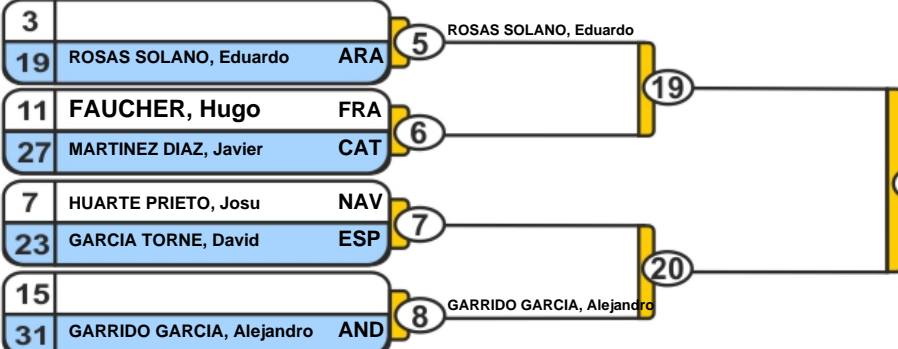 3
19 ROSAS SOLANO, Eduardo ARA
5 ROSAS SOLANO, Eduardo
19
11 FAUCHER, Hugo FRA
27 MARTINEZ DIAZ, Javier CAT
6
7 HUARTE PRIETO, Josu NAV
23 GARCIA TORNE, David ESP
7
20
15
31 GARRIDO GARCIA, Alejandro AND
8 GARRIDO GARCIA, Alejandro